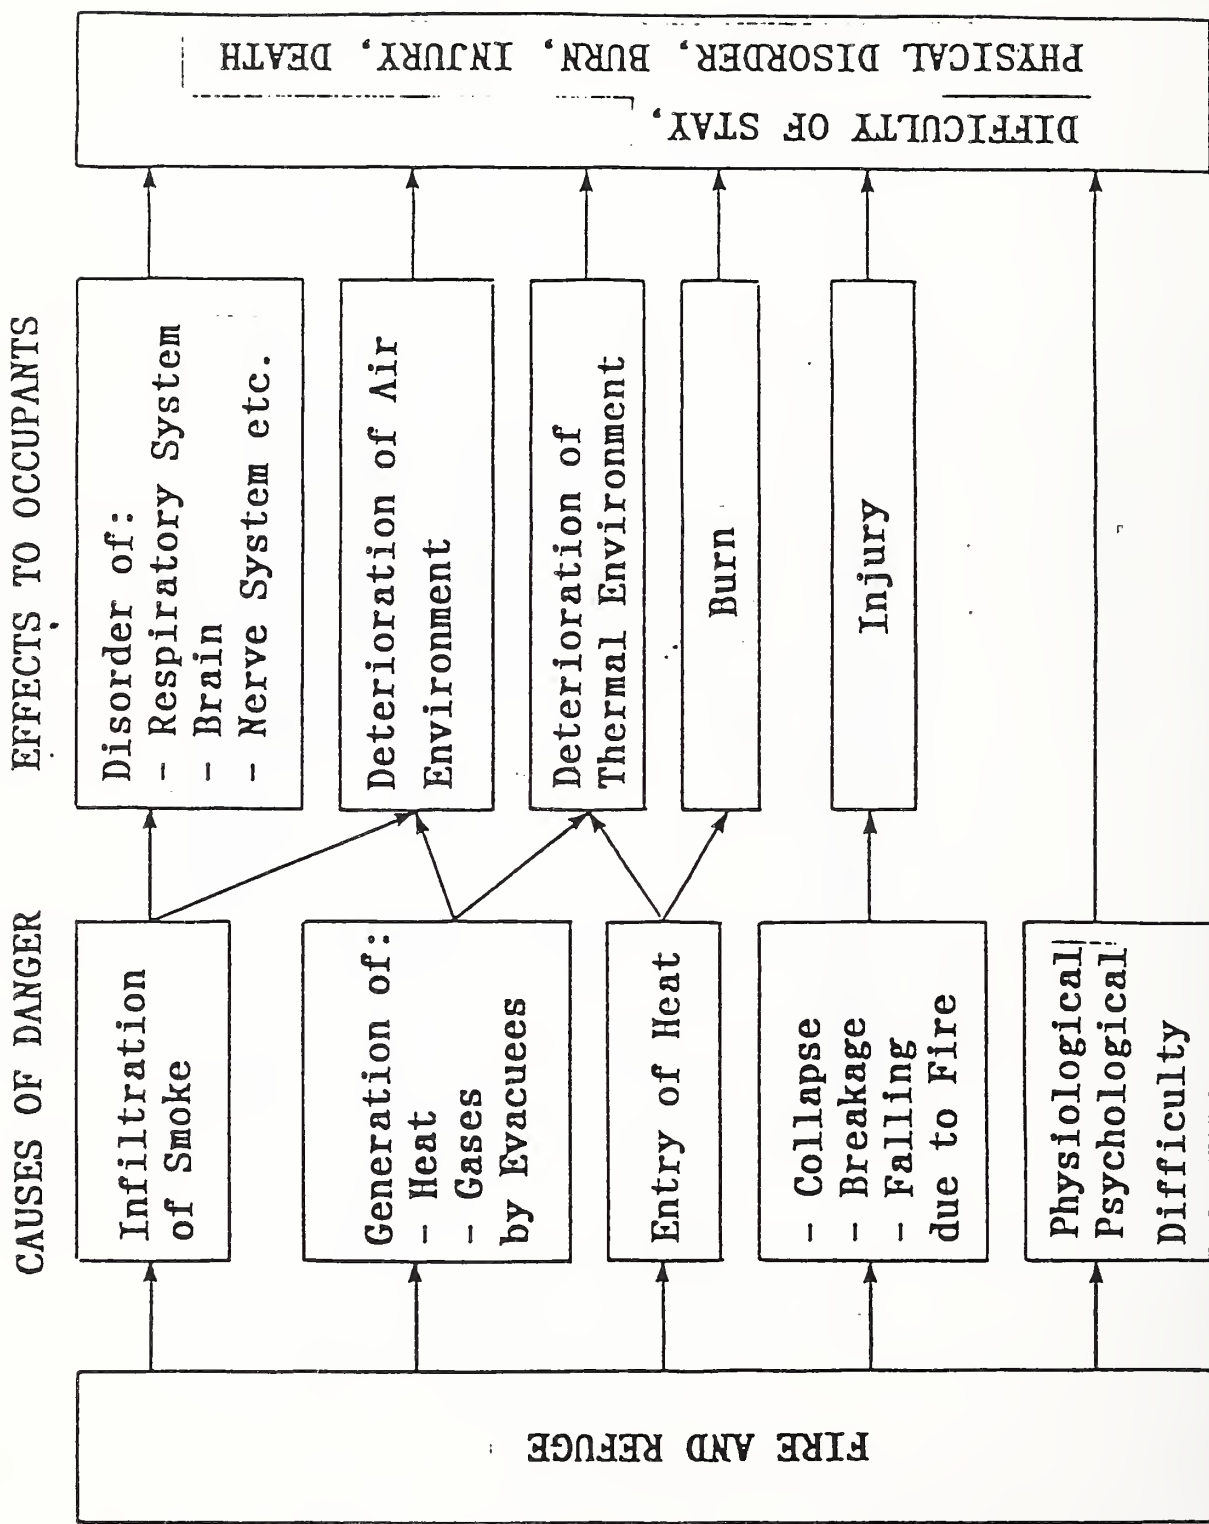 CAUSES OF DANGER
EFFECTS TO OCCUPANTS
FIRE AND REFUGE
Infiltration
of Smoke
Generation of:
- Heat
- Gases
by Evacuees
Entry of Heat
- Collapse
- Breakage
- Falling
due to Fire
Physiological
Psychological
Difficulty
Disorder of:
- Respiratory System
- Brain
- Nerve System etc.
Deterioration of Air
Environment
Deterioration of
Thermal Environment
Burn
Injury
DIFFICULTY OF STAY,
PHYSICAL DISORDER, BURN, INJURY, DEATH